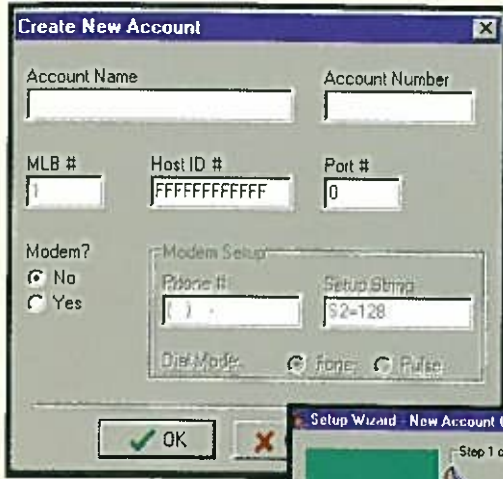 Create New Account
Account Name
Account Number
MLB #
Host ID #
Port #
1
FFFFFFFFFFFF
0
Modem?
No
Yes
Modem Setup
Phone #
Setup String
( ) -
S2=128
Dial Mode:
Tone
Pulse
OK
Setup Wizard - New Account
Step 1